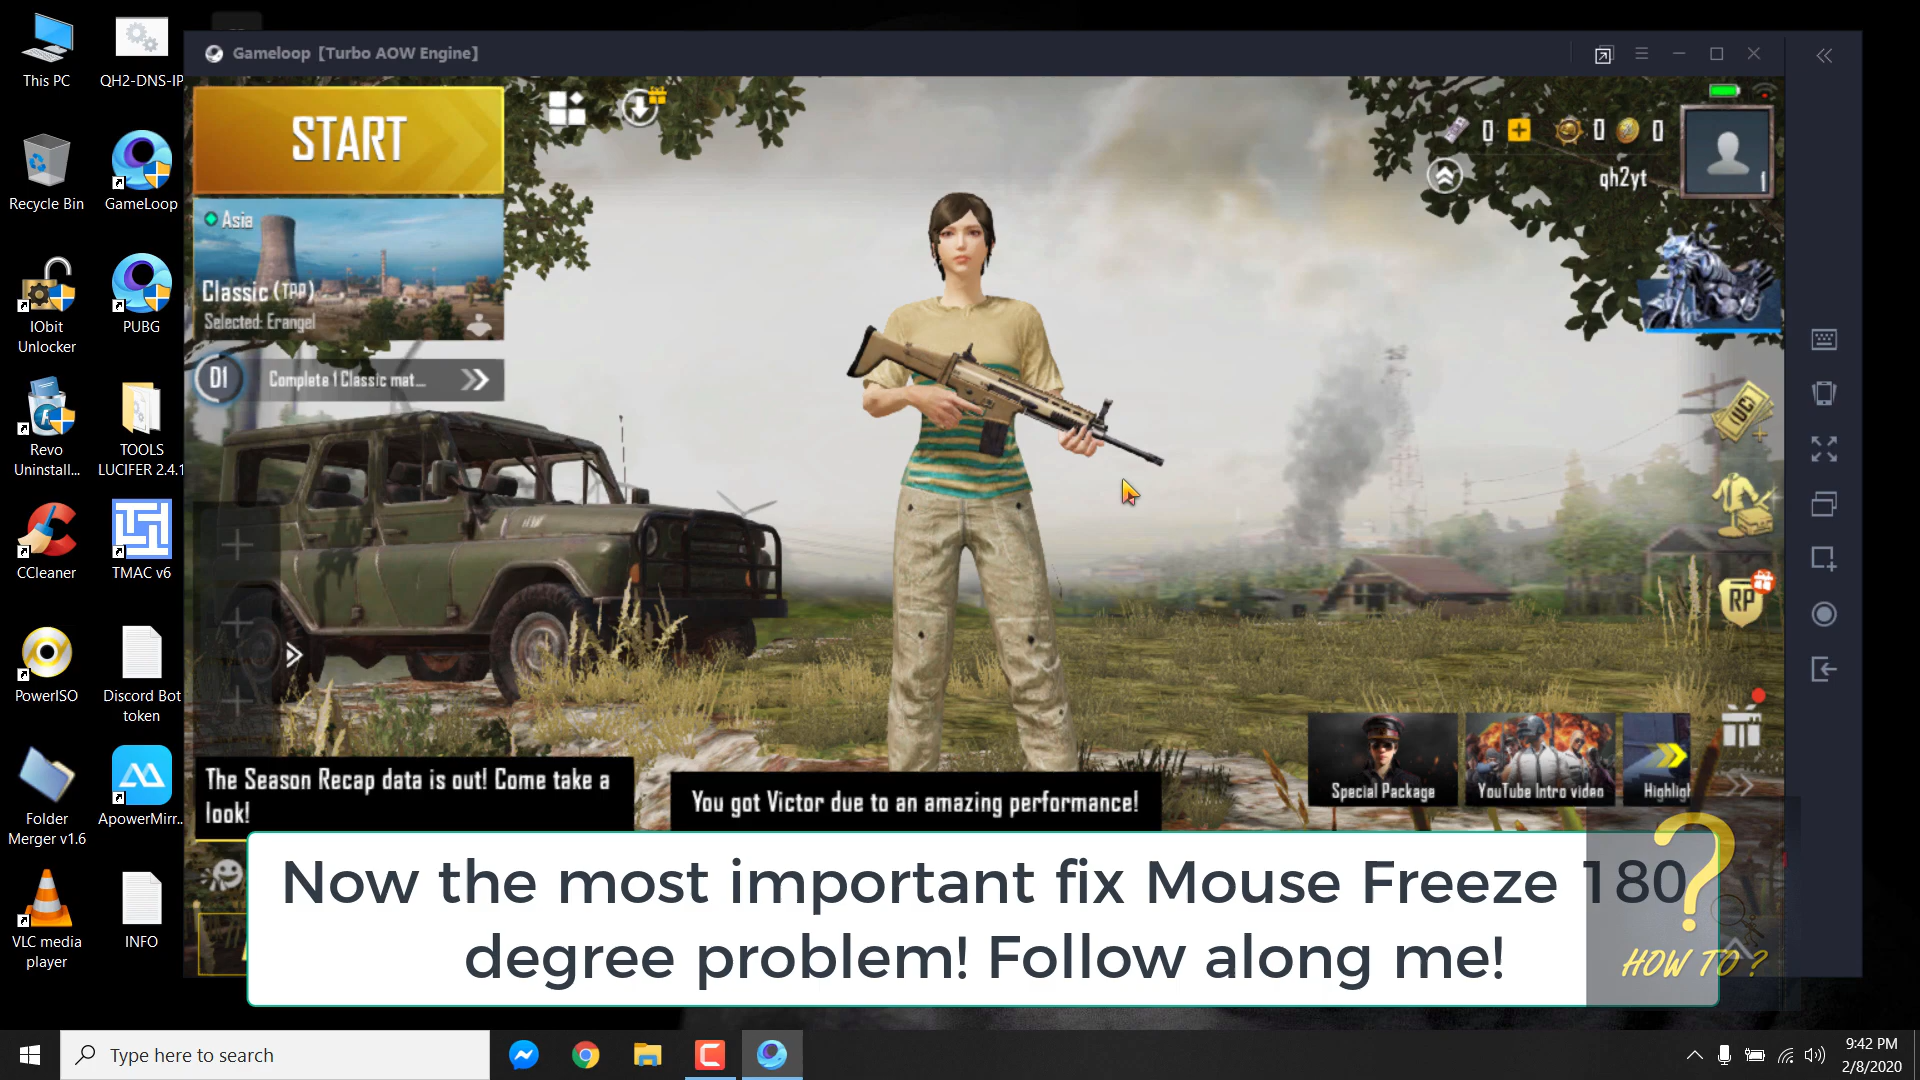 This PC
QH2-DNS-IP
Recycle Bin
GameLoop
IObit
Unlocker
PUBG
Revo
Uninstall...
TOOLS
LUCIFER 2.4.1
CCleaner
TMAC v6
PowerISO
Discord Bot
token
Folder
Merger v1.6
ApowerMirr...
VLC media
player
INFO
Gameloop [Turbo AOW Engine]
START
0
0
0
qh2yt
1
Asia
Classic (TPP)
Selected: Erangel
D1
Complete 1 Classic mat...
UC
RP
Special Package
YouTube Intro video
Highligh
The Season Recap data is out! Come take a
look!
You got Victor due to an amazing performance!
Now the most important fix Mouse Freeze 180
degree problem! Follow along me!
?
HOW TO ?
Type here to search
9:42 PM
2/8/2020